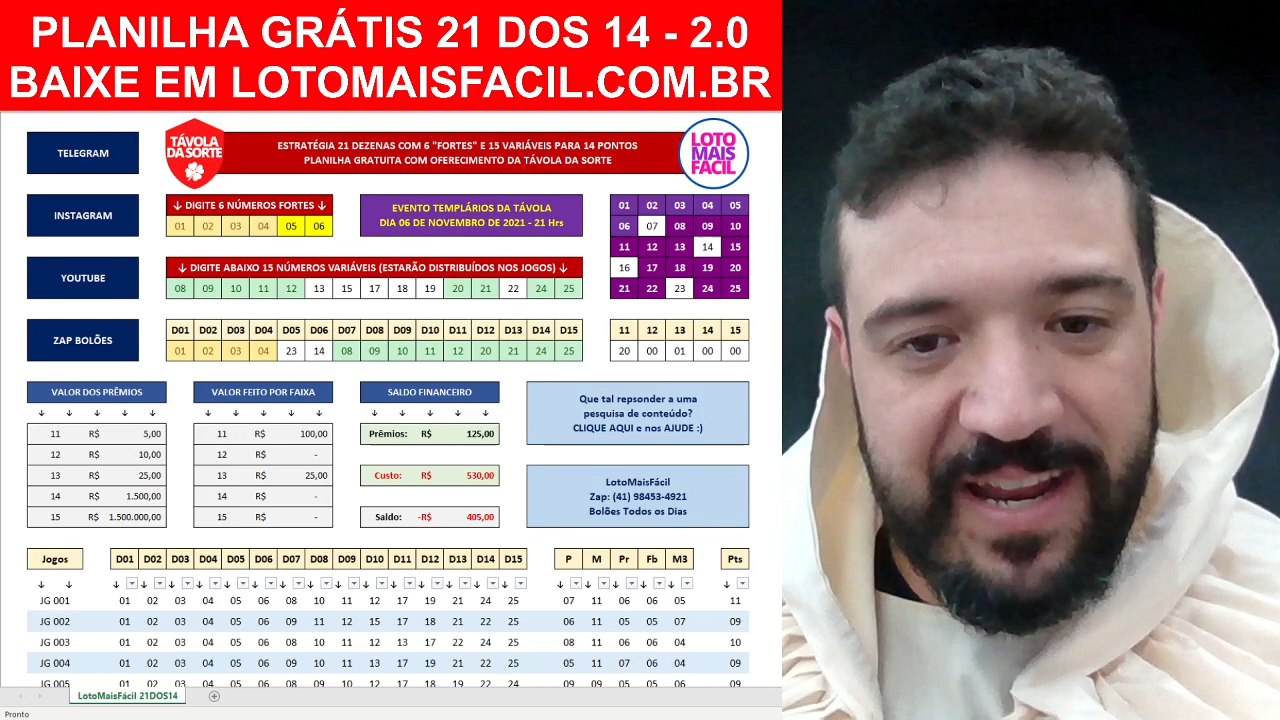 PLANILHA GRÁTIS 21 DOS 14 - 2.0
BAIXE EM LOTOMAISFACIL.COM.BR
TELEGRAM
TÁVOLA
DA SORTE
ESTRATÉGIA 21 DEZENAS COM 6 "FORTES" E 15 VARIÁVEIS PARA 14 PONTOS
PLANILHA GRATUITA COM OFERECIMENTO DA TÁVOLA DA SORTE
LOTO
MAIS
FACIL
INSTAGRAM
↓ DIGITE 6 NÚMEROS FORTES ↓
01 02 03 04 05 06
EVENTO TEMPLÁRIOS DA TÁVOLA
DIA 06 DE NOVEMBRO DE 2021 - 21 Hrs
01 02 03 04 05
06 07 08 09 10
11 12 13 14 15
16 17 18 19 20
21 22 23 24 25
YOUTUBE
↓ DIGITE ABAIXO 15 NÚMEROS VARIÁVEIS (ESTARÃO DISTRIBUÍDOS NOS JOGOS) ↓
08 09 10 11 12 13 15 17 18 19 20 21 22 24 25
ZAP BOLÕES
D01 D02 D03 D04 D05 D06 D07 D08 D09 D10 D11 D12 D13 D14 D15
01 02 03 04 23 14 08 09 10 11 12 20 21 24 25
11 12 13 14 15
20 00 01 00 00
VALOR DOS PRÊMIOS
↓ ↓ ↓ ↓ ↓
11 R$ 5,00
12 R$ 10,00
13 R$ 25,00
14 R$ 1.500,00
15 R$ 1.500.000,00
VALOR FEITO POR FAIXA
↓ ↓ ↓ ↓ ↓
11 R$ 100,00
12 R$ -
13 R$ 25,00
14 R$ -
15 R$ -
SALDO FINANCEIRO
↓ ↓ ↓ ↓ ↓
Prêmios: R$ 125,00
Custo: R$ 530,00
Saldo: -R$ 405,00
Que tal repsonder a uma
pesquisa de conteúdo?
CLIQUE AQUI e nos AJUDE :)
LotoMaisFácil
Zap: (41) 98453-4921
Bolões Todos os Dias
Jogos D01 D02 D03 D04 D05 D06 D07 D08 D09 D10 D11 D12 D13 D14 D15 P M Pr Fb M3 Pts
JG 001 01 02 03 04 05 06 08 10 11 12 17 19 21 24 25 07 11 06 06 05 11
JG 002 01 02 03 04 05 06 09 11 12 15 17 18 21 24 25 06 11 05 05 07 09
JG 003 01 02 03 04 05 06 08 10 11 12 13 17 22 24 25 08 11 06 06 04 10
JG 004 01 02 03 04 05 06 09 10 13 17 19 21 22 24 25 05 11 07 06 04 09
LotoMaisFácil 21DOS14
Pronto